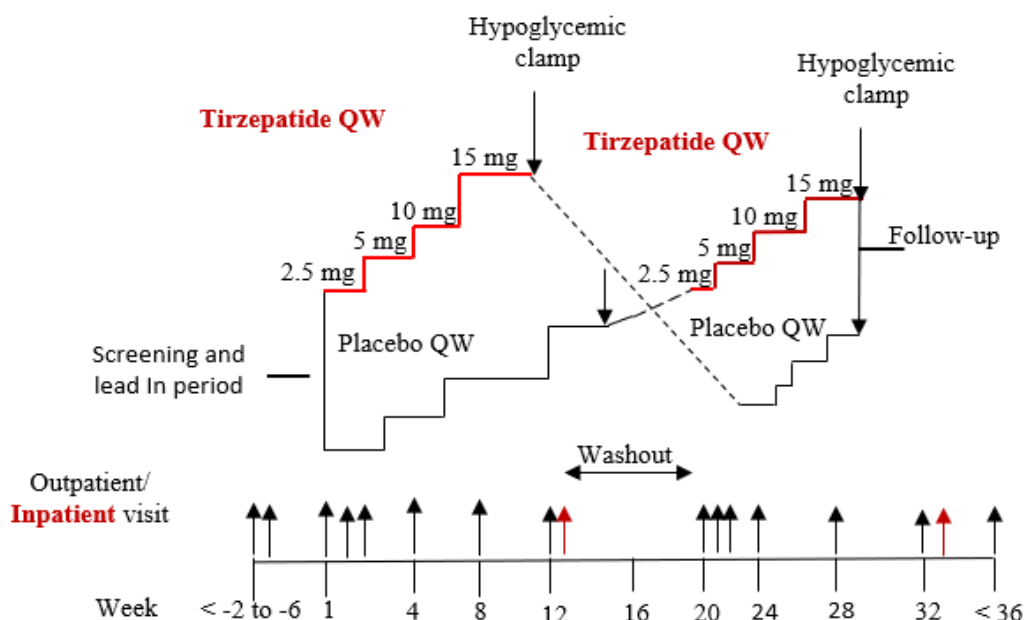 Hypoglycemic
clamp
Hypoglycemic
clamp
Tirzepatide QW
Tirzepatide QW
15 mg
15 mg
10 mg
10 mg
5 mg
5 mg
2.5 mg
2.5 mg
Follow-up
Placebo QW
Placebo QW
Screening and
lead In period
Washout
Outpatient/
Inpatient visit
Week < -2 to -6 1 4 8 12 16 20 24 28 32 < 36